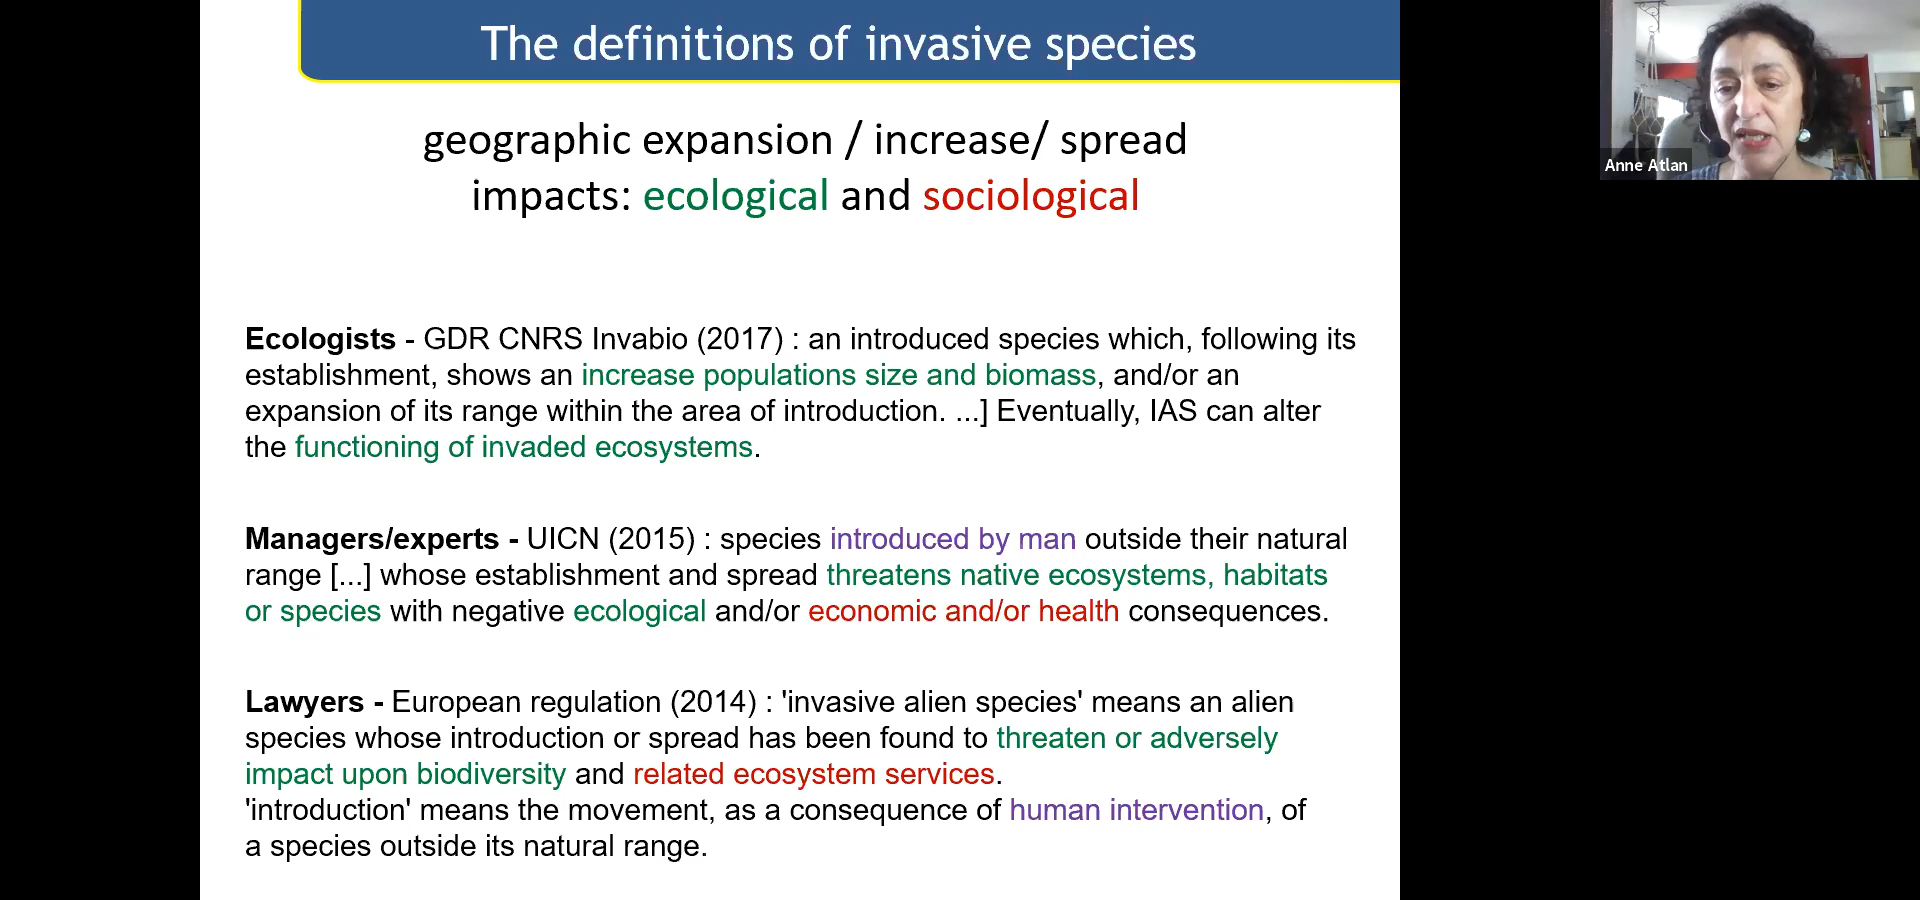 The definitions of invasive species
geographic expansion / increase/ spread
impacts: ecological and sociological
Ecologists - GDR CNRS Invabio (2017) : an introduced species which, following its
establishment, shows an increase populations size and biomass, and/or an
expansion of its range within the area of introduction. ...] Eventually, IAS can alter
the functioning of invaded ecosystems.
Managers/experts - UICN (2015) : species introduced by man outside their natural
range [...] whose establishment and spread threatens native ecosystems, habitats
or species with negative ecological and/or economic and/or health consequences.
Lawyers - European regulation (2014) : 'invasive alien species' means an alien
species whose introduction or spread has been found to threaten or adversely
impact upon biodiversity and related ecosystem services.
'introduction' means the movement, as a consequence of human intervention, of
a species outside its natural range.
Anne Atlan